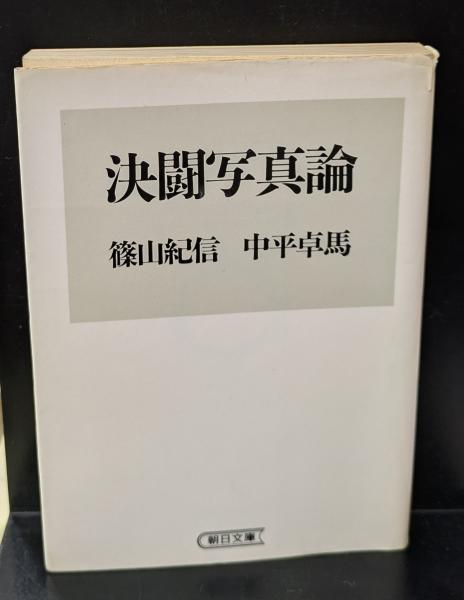 決闘写真論
篠山紀信 中平卓馬
朝日文庫